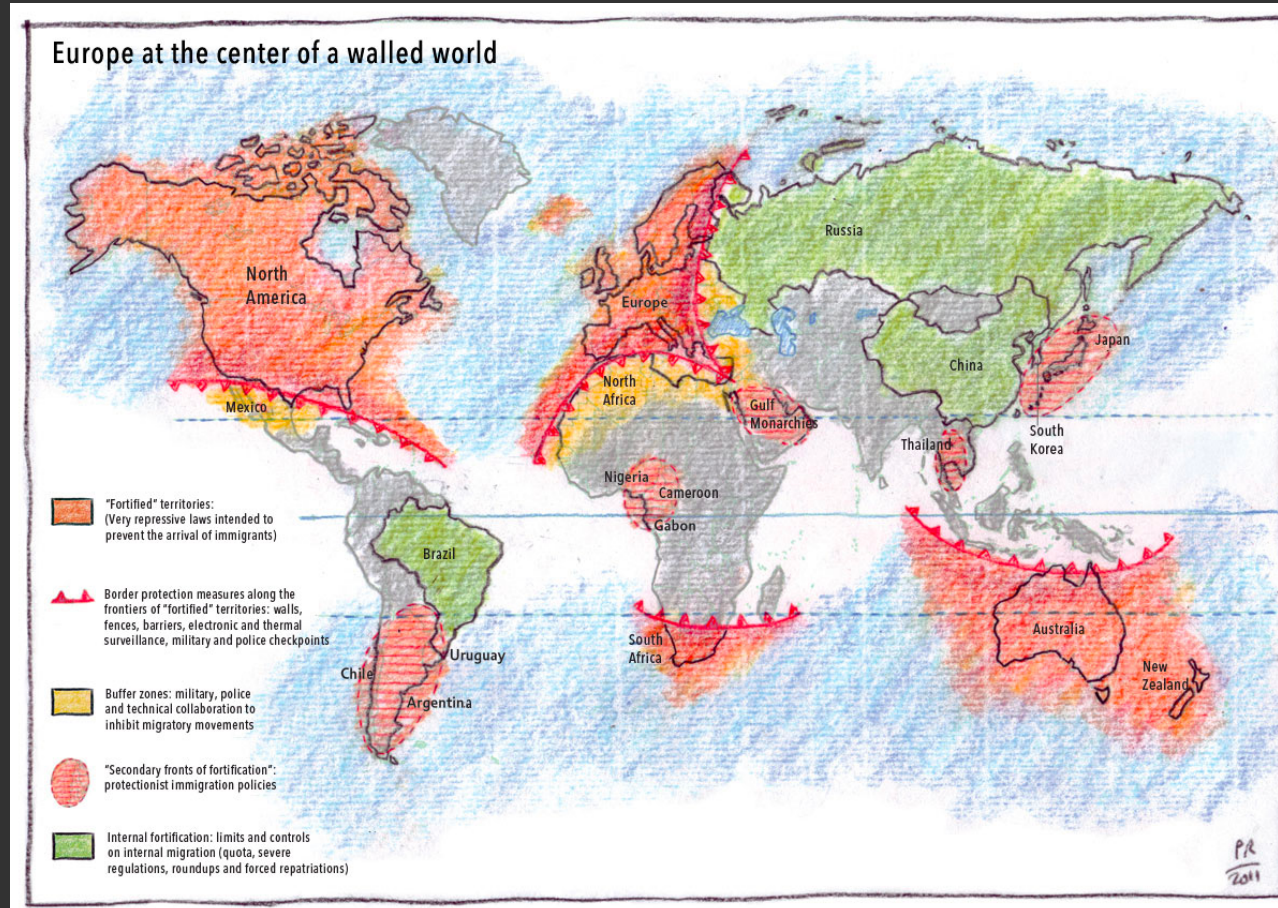 Europe at the center of a walled world
North
America
Mexico
Europe
North
Africa
Gulf
Monarchies
Russia
China
Japan
South
Korea
Thailand
Nigeria
Cameroon
Gabon
Brazil
Uruguay
Chile
Argentina
South
Africa
Australia
New
Zealand
"Fortified" territories:
(Very repressive laws intended to
prevent the arrival of immigrants)
Border protection measures along the
frontiers of "fortified" territories: walls,
fences, barriers, electronic and thermal
surveillance, military and police checkpoints
Buffer zones: military, police
and technical collaboration to
inhibit migratory movements
"Secondary fronts of fortification":
protectionist immigration policies
Internal fortification: limits and controls
on internal migration (quota, severe
regulations, roundups and forced repatriations)
PR
2011